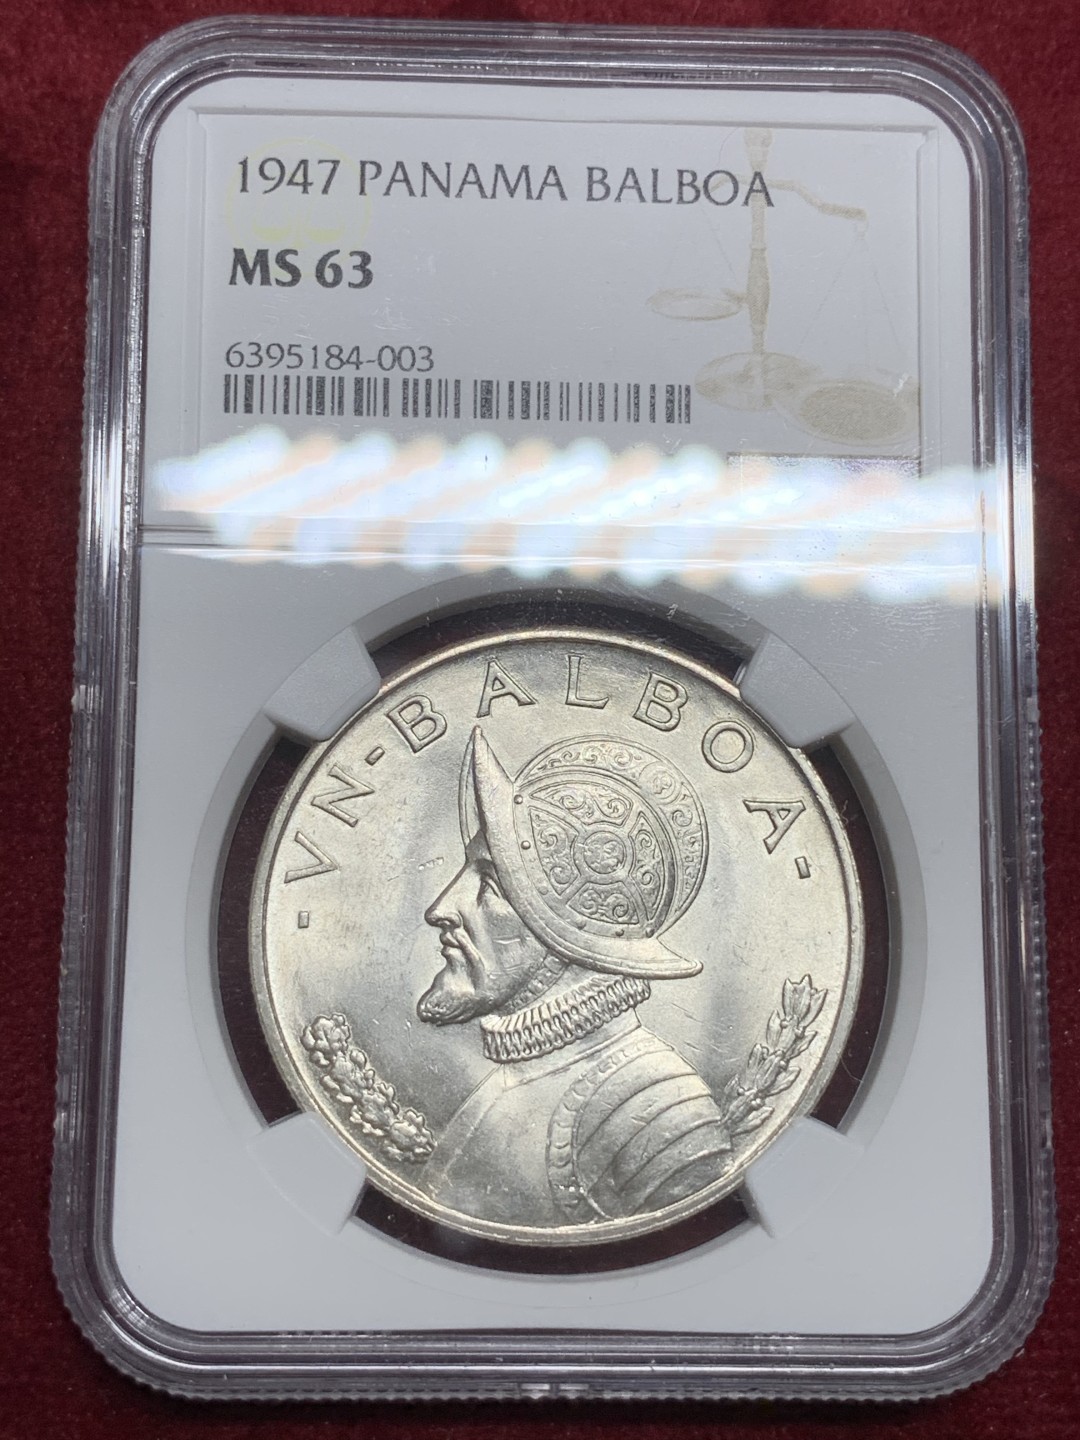 1947 PANAMA BALBOA
MS 63
6395184-003
-VN-BALBOA-